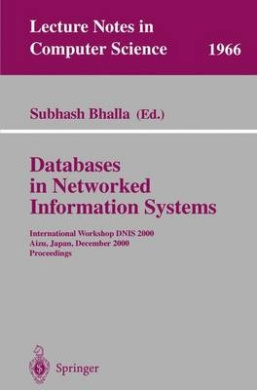 Lecture Notes in
Computer Science 1966
Subhash Bhalla (Ed.)
Databases
in Networked
Information Systems
International Workshop DNIS 2000
Aizu, Japan, December 2000
Proceedings
Springer